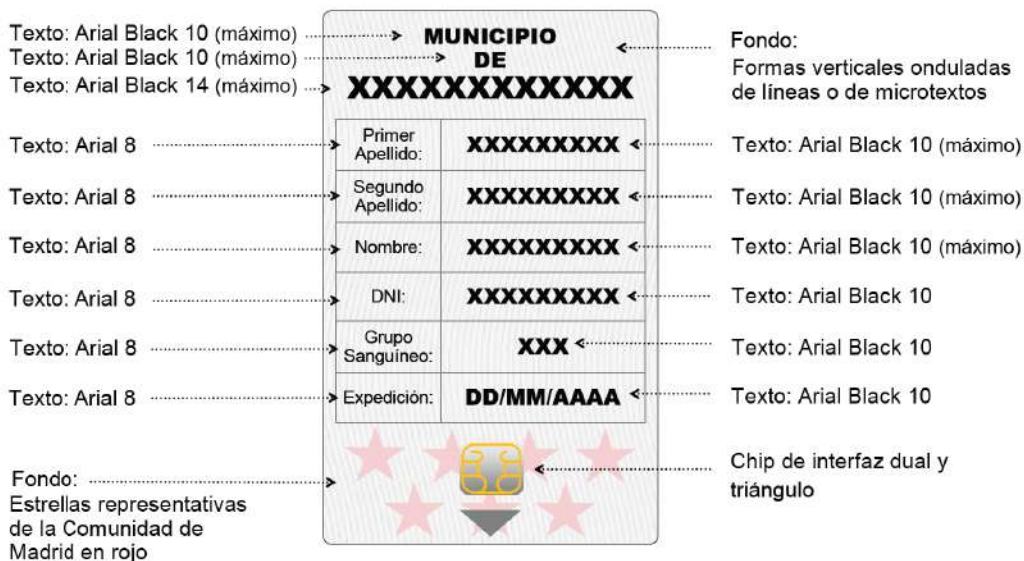 Texto: Arial Black 10 (máximo)
Texto: Arial Black 10 (máximo)
Texto: Arial Black 14 (máximo)
MUNICIPIO
DE
XXXXXXXXXXXX
Fondo:
Formas verticales onduladas
de líneas o de microtextos
Texto: Arial 8
Primer
Apellido:
XXXXXXXXX
Texto: Arial Black 10 (máximo)
Texto: Arial 8
Segundo
Apellido:
XXXXXXXXX
Texto: Arial Black 10 (máximo)
Texto: Arial 8
Nombre:
XXXXXXXXX
Texto: Arial Black 10 (máximo)
Texto: Arial 8
DNI:
XXXXXXXXX
Texto: Arial Black 10
Texto: Arial 8
Grupo
Sanguíneo:
XXX
Texto: Arial Black 10
Texto: Arial 8
Expedición:
DD/MM/AAAA
Texto: Arial Black 10
Fondo:
Estrellas representativas
de la Comunidad de
Madrid en rojo
Chip de interfaz dual y
triángulo